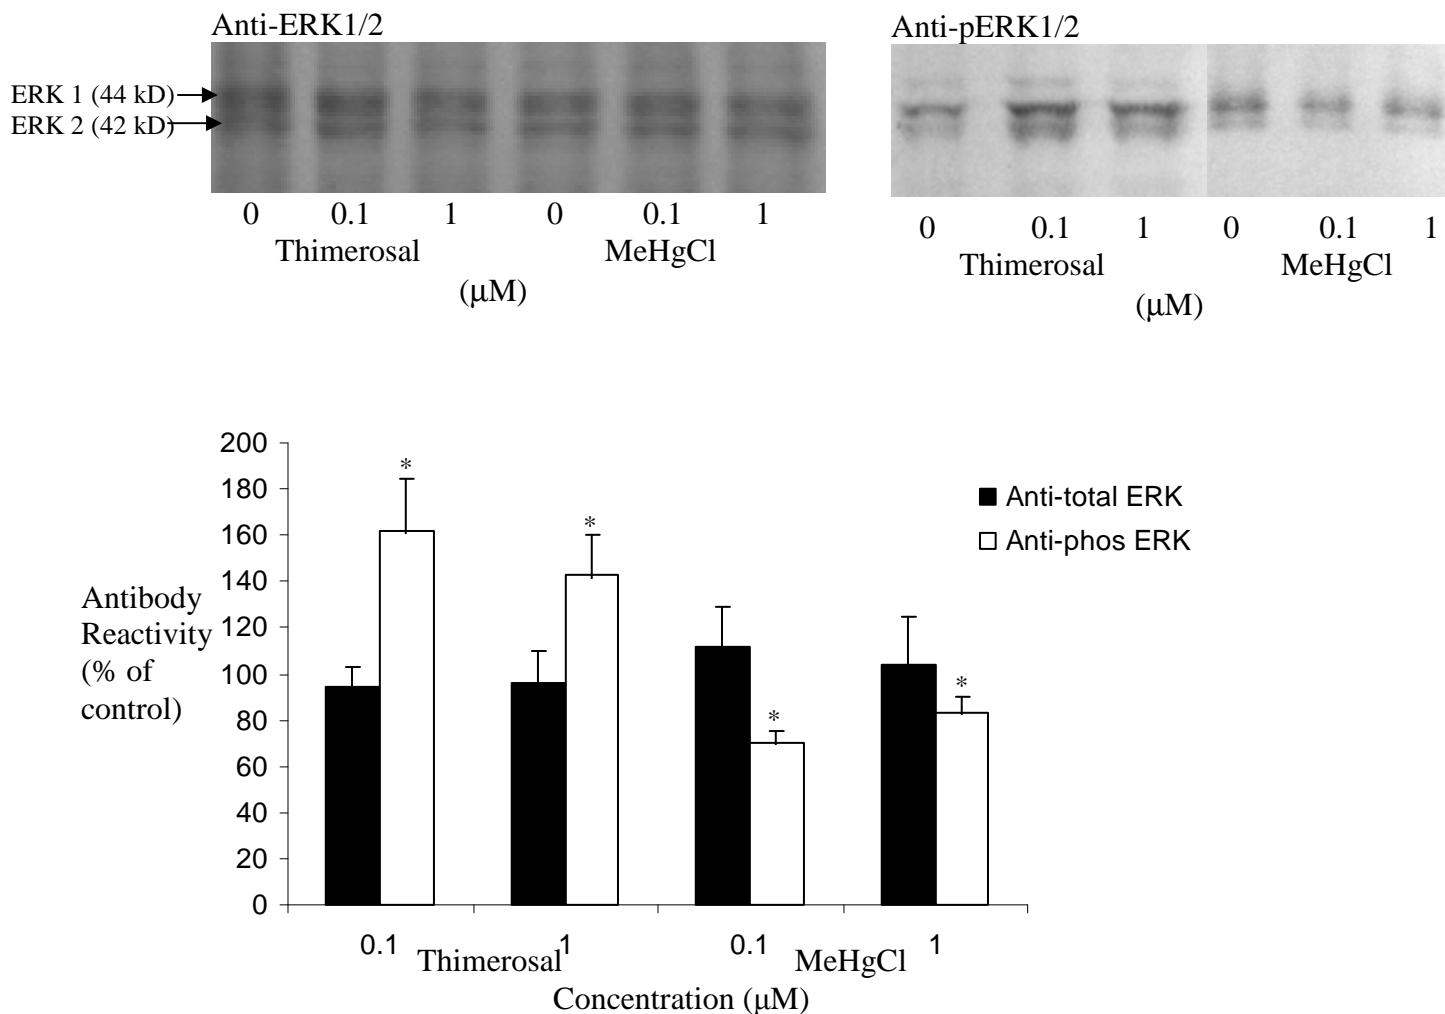 Anti-ERK1/2
ERK 1 (44 kD)
ERK 2 (42 kD)
0 0.1 1 0 0.1 1
Thimerosal MeHgCl
(μM)
Anti-pERK1/2
0 0.1 1 0 0.1 1
Thimerosal MeHgCl
(μM)
200
180
160
140
120
100
80
60
40
20
0
Antibody
Reactivity
(% of
control)
* * * *
Anti-total ERK
Anti-phos ERK
0.1 1 0.1 1
Thimerosal MeHgCl
Concentration (μM)